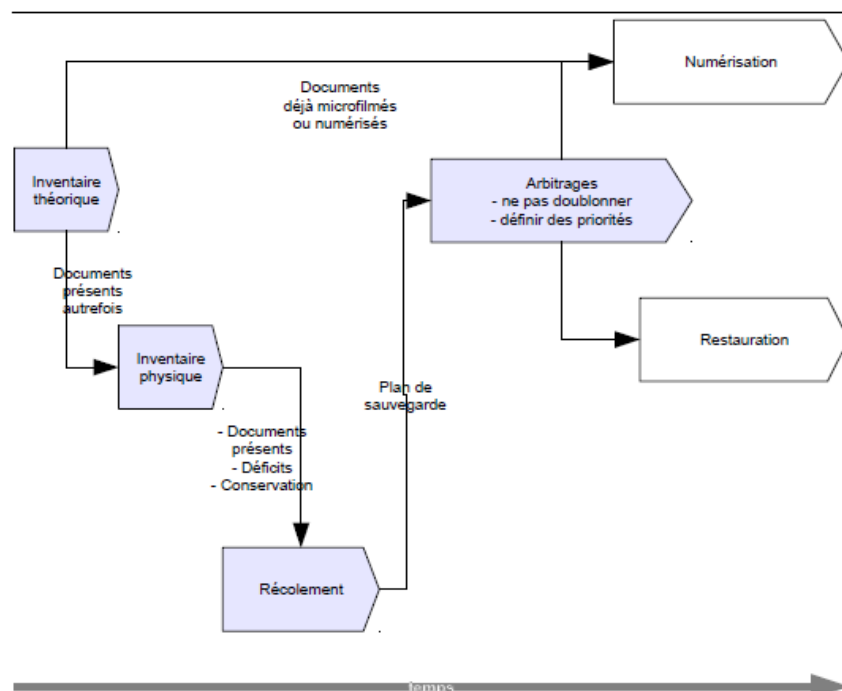 Numérisation
Documents
déjà microfilmés
ou numérisés
Inventaire
théorique
Arbitrages
- ne pas doublonner
- définir des priorités
Documents
présents
autrefois
Inventaire
physique
Restauration
Plan de
sauvegarde
- Documents
présents
- Déficits
- Conservation
Récolement
temps